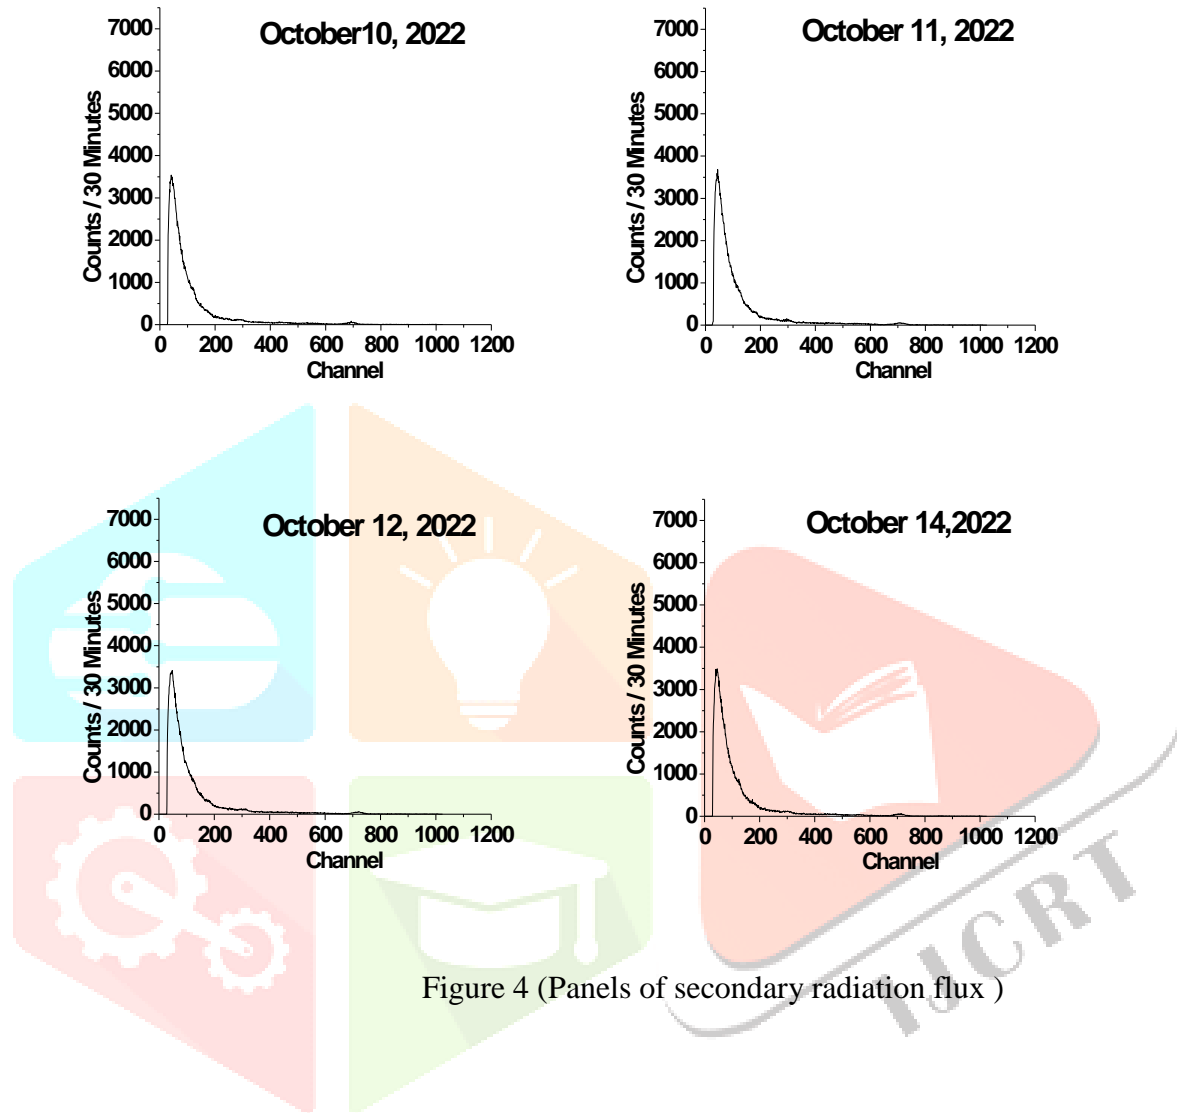 October10, 2022
7000
6000
5000
4000
3000
2000
1000
0
Counts / 30 Minutes
0 200 400 600 800 1000 1200
Channel
October 11, 2022
7000
6000
5000
4000
3000
2000
1000
0
Counts / 30 Minutes
0 200 400 600 800 1000 1200
Channel
October 12, 2022
7000
6000
5000
4000
3000
2000
1000
0
Counts / 30 Minutes
0 200 400 600 800 1000 1200
Channel
October 14,2022
7000
6000
5000
4000
3000
2000
1000
0
Counts / 30 Minutes
0 200 400 600 800 1000 1200
Channel
IJCRT
Figure 4 (Panels of secondary radiation flux )